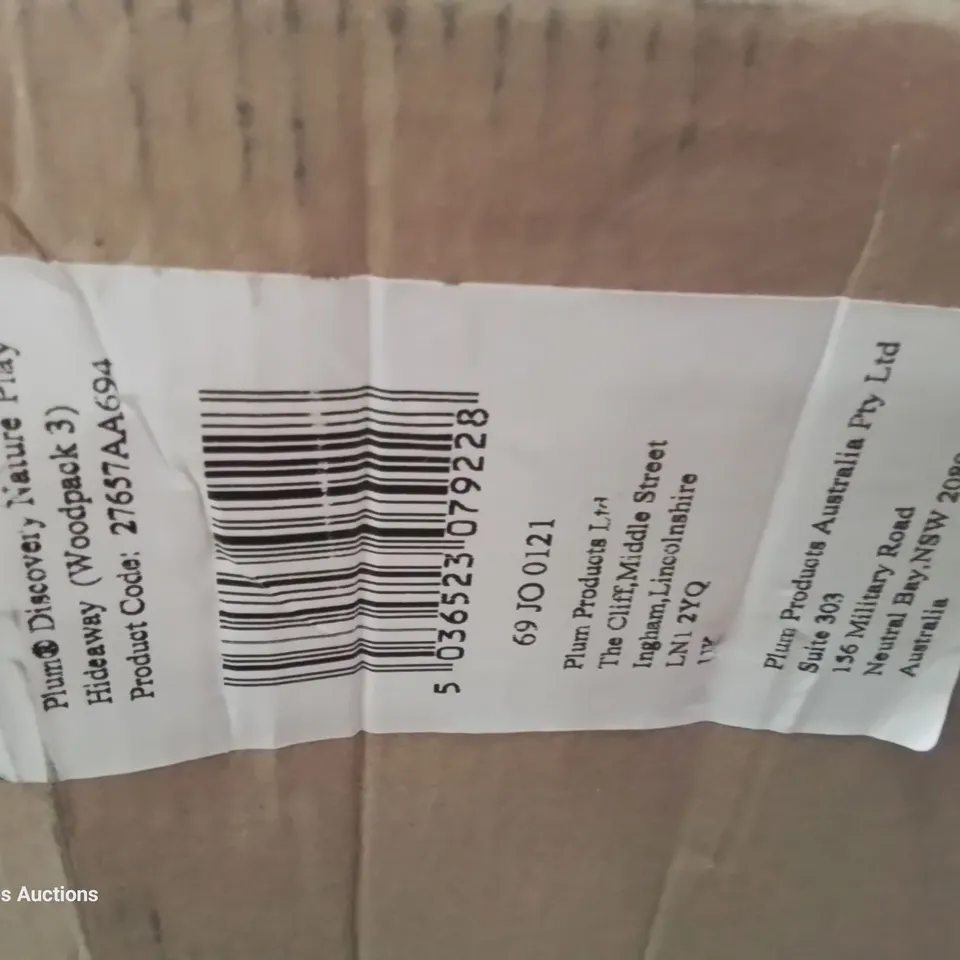 Plum® Discovery Nature Play
Hideaway (Woodpack 3)
Product Code: 27657AA694
5 036523 079228
69 JO 0121
Plum Products Ltd
The Cliff,Middle Street
Ingham,Lincolnshire
LN1 2YQ
UK
Plum Products Australia Pty Ltd
Suite 303
156 Military Road
Neutral Bay,NSW
Australia
s Auctions